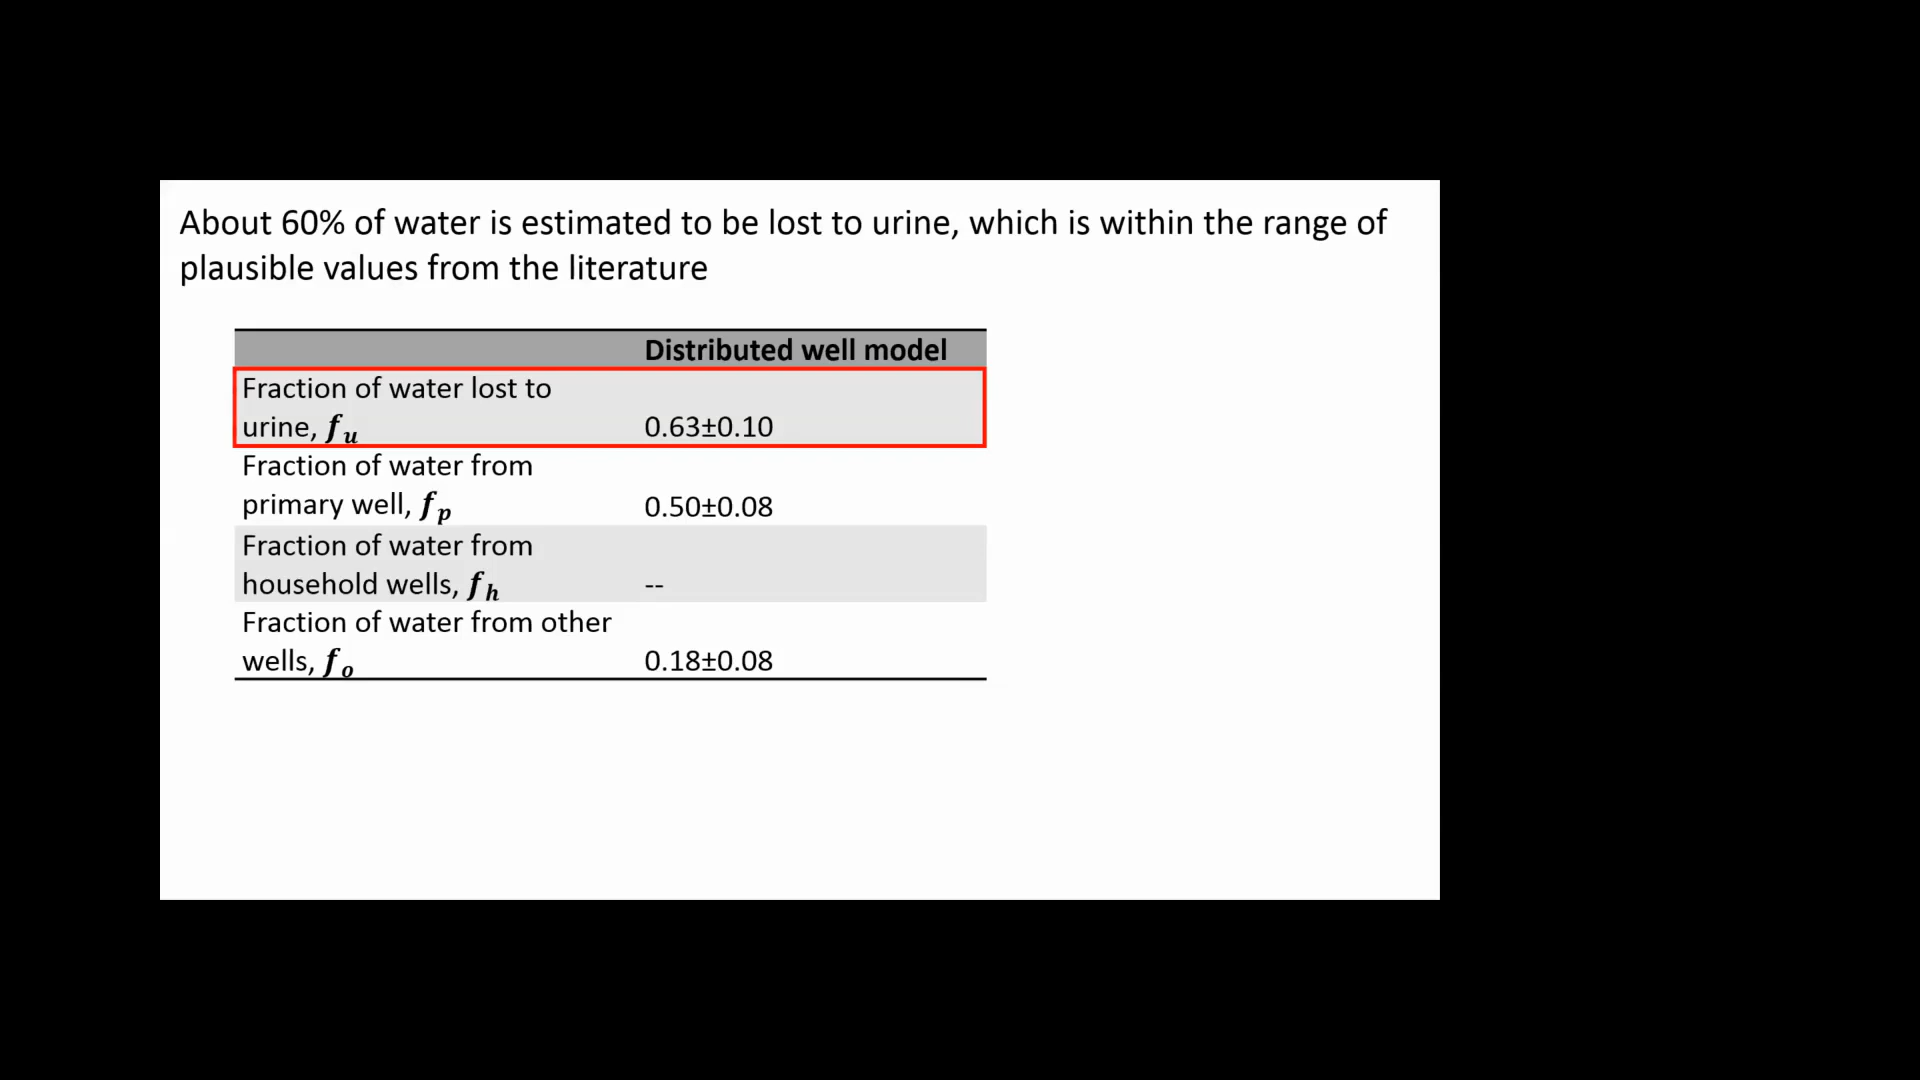 About 60% of water is estimated to be lost to urine, which is within the range of
plausible values from the literature
Distributed well model
Fraction of water lost to
urine, fu 0.63±0.10
Fraction of water from
primary well, fp 0.50±0.08
Fraction of water from
household wells, fh --
Fraction of water from other
wells, fo 0.18±0.08